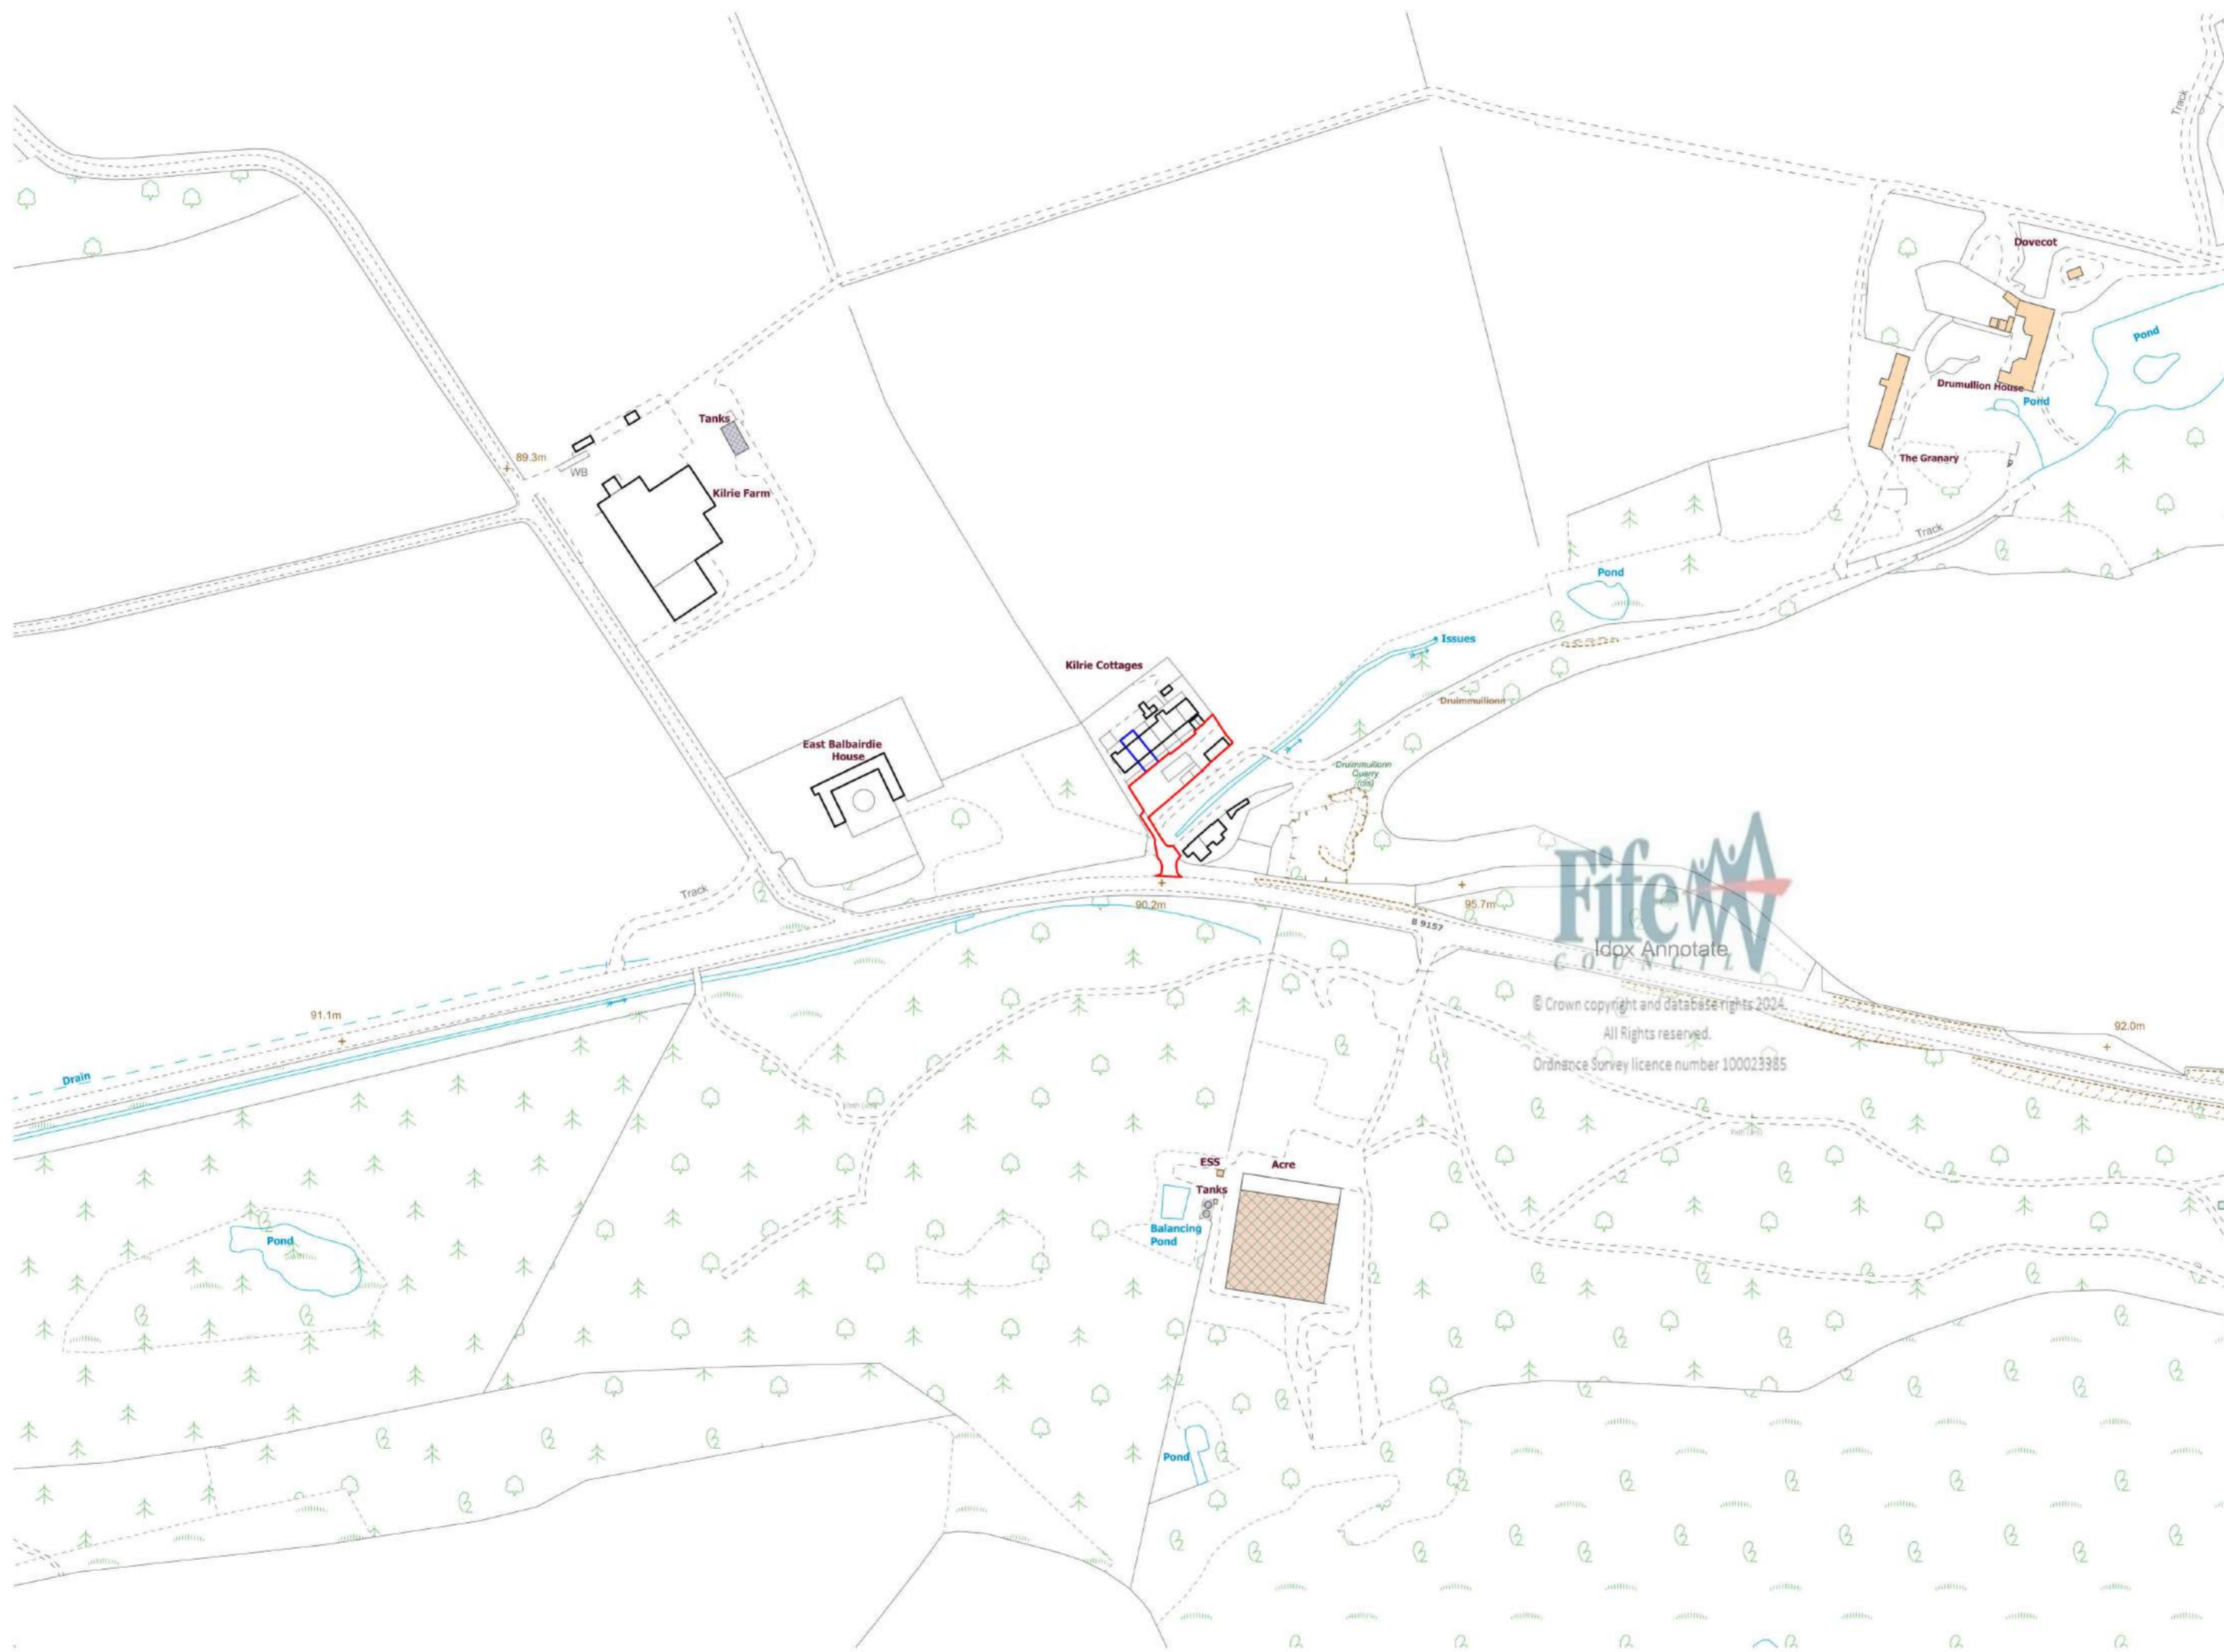 Track
Dovecot
Pond
Drumullion House
Pond
Tanks
89.3m
WB
Kilrie Farm
The Granary
Track
Pond
Issues
Kilrie Cottages
Druimmuilionn
East Balbairdie
House
Druimmuilionn
Quarry
(dis)
Track
90.2m
95.7m
B 9157
Fife
COUNCIL
Idox Annotate
© Crown copyright and database rights 2024.
All Rights reserved.
Ordnance Survey licence number 100023385
91.1m
92.0m
Drain
ESS
Acre
Tanks
Balancing
Pond
Pond
Pond